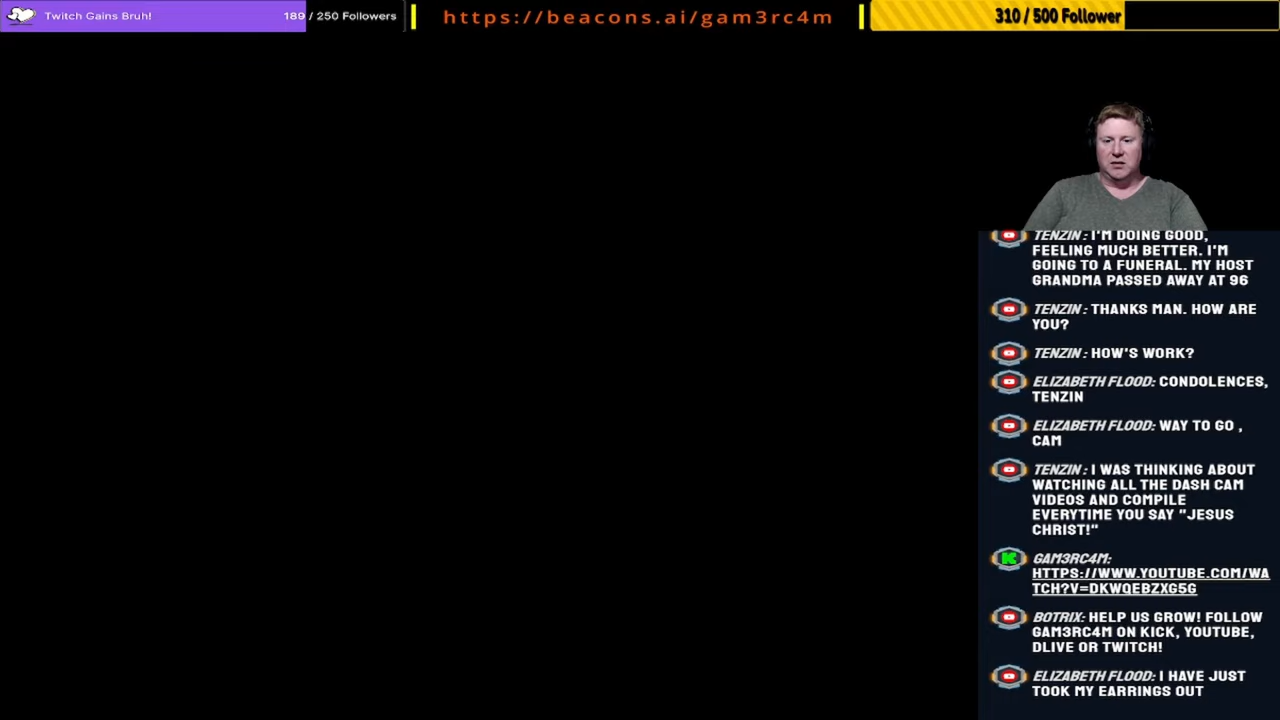 Twitch Gains Bruh!
189 / 250 Followers
https://beacons.ai/gam3rc4m
310 / 500 Follower
TENZIN : I'M DOING GOOD,
FEELING MUCH BETTER. I'M
GOING TO A FUNERAL. MY HOST
GRANDMA PASSED AWAY AT 96
TENZIN : THANKS MAN. HOW ARE
YOU?
TENZIN : HOW'S WORK?
ELIZABETH FLOOD: CONDOLENCES,
TENZIN
ELIZABETH FLOOD: WAY TO GO ,
CAM
TENZIN : I WAS THINKING ABOUT
WATCHING ALL THE DASH CAM
VIDEOS AND COMPILE
EVERYTIME YOU SAY "JESUS
CHRIST!"
GAM3RC4M:
HTTPS://WWW.YOUTUBE.COM/WA
TCH?V=DKWQEBZXG5G
BOTRIX: HELP US GROW! FOLLOW
GAM3RC4M ON KICK, YOUTUBE,
DLIVE OR TWITCH!
ELIZABETH FLOOD: I HAVE JUST
TOOK MY EARRINGS OUT